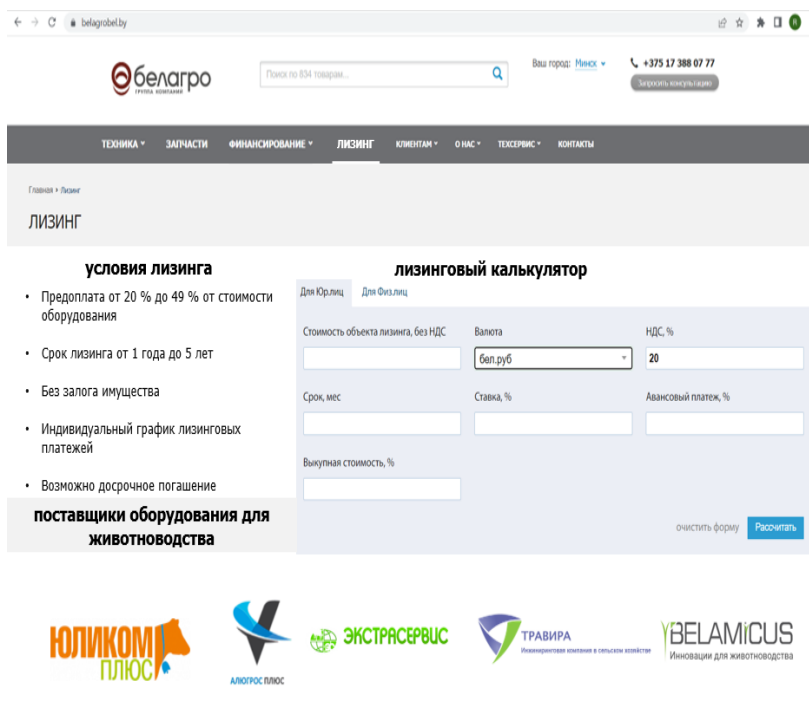 belagrobel.by
белагро
ГРУППА КОМПАНИЙ
Поиск по 834 товарам...
Ваш город: Минск
+375 17 388 07 77
Запросить консультацию
ТЕХНИКА
ЗАПЧАСТИ
ФИНАНСИРОВАНИЕ
ЛИЗИНГ
КЛИЕНТАМ
О НАС
ТЕХСЕРВИС
КОНТАКТЫ
Главная › Лизинг
ЛИЗИНГ
условия лизинга
• Предоплата от 20 % до 49 % от стоимости
оборудования
• Срок лизинга от 1 года до 5 лет
• Без залога имущества
• Индивидуальный график лизинговых
платежей
• Возможно досрочное погашение
лизинговый калькулятор
Для Юр.лиц
Для Физ.лиц
Стоимость объекта лизинга, без НДС
Валюта
НДС, %
бел.руб
20
Срок, мес
Ставка, %
Авансовый платеж, %
Выкупная стоимость, %
очистить форму
Рассчитать
поставщики оборудования для
животноводства
ЮЛИКОМ
ПЛЮС
АЛЮГРОС ПЛЮС
ЭКСТРАСЕРВИС
ТРАВИРА
Инжиниринговая компания в сельском хозяйстве
BELAMiCUS
Инновации для животноводства